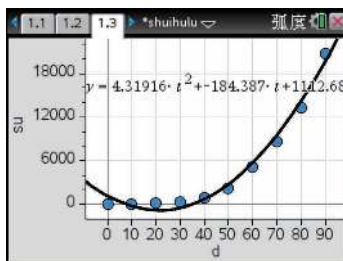 1.1 1.2 1.3 *shuihulu 弧度
18000
y = 4.31916· t²+-184.387· t+1112.68
12000
su
6000
0
0 10 20 30 40 50 60 70 80 90
d